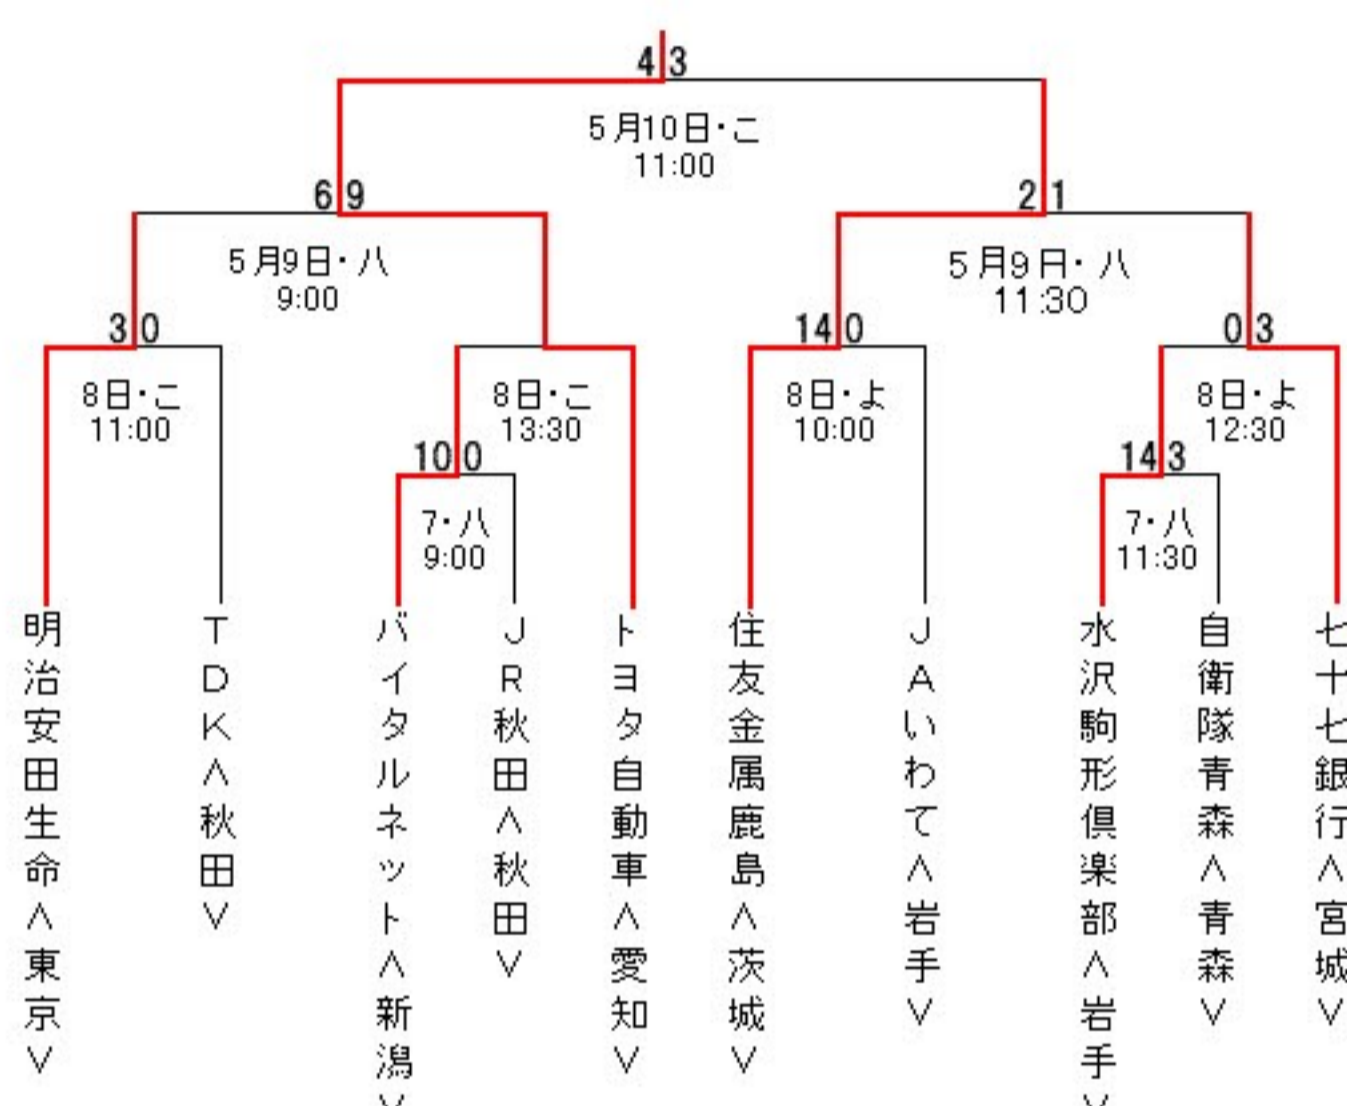 4 3
5月10日・こ
11:00
6 9
2 1
5月9日・八
9:00
5月9日・八
11:30
3 0
14 0
0 3
8日・こ
11:00
8日・こ
13:30
8日・よ
10:00
8日・よ
12:30
10 0
14 3
7・八
9:00
7・八
11:30
明治安田生命<東京>
TDK<秋田>
バイタルネット<新潟>
JR秋田<秋田>
トヨタ自動車<愛知>
住友金属鹿島<茨城>
JAいわて<岩手>
水沢駒形倶楽部<岩手>
自衛隊青森<青森>
七十七銀行<宮城>